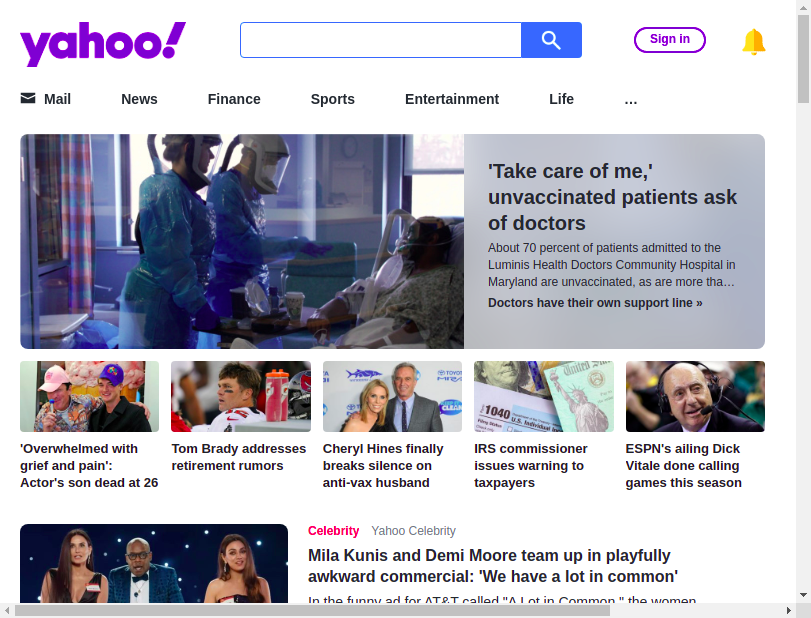 yahoo!
Sign in
Mail News Finance Sports Entertainment Life ...
'Take care of me,'
unvaccinated patients ask
of doctors
About 70 percent of patients admitted to the
Luminis Health Doctors Community Hospital in
Maryland are unvaccinated, as are more tha...
Doctors have their own support line »
'Overwhelmed with
grief and pain':
Actor's son dead at 26
Tom Brady addresses
retirement rumors
TOYOTA
CLEAN
Cheryl Hines finally
breaks silence on
anti-vax husband
1040
U.S. Indiv
United States
IRS commissioner
issues warning to
taxpayers
ESPN's ailing Dick
Vitale done calling
games this season
Celebrity Yahoo Celebrity
Mila Kunis and Demi Moore team up in playfully
awkward commercial: 'We have a lot in common'
In the funny ad for AT&T called "A Lot in Common," the women